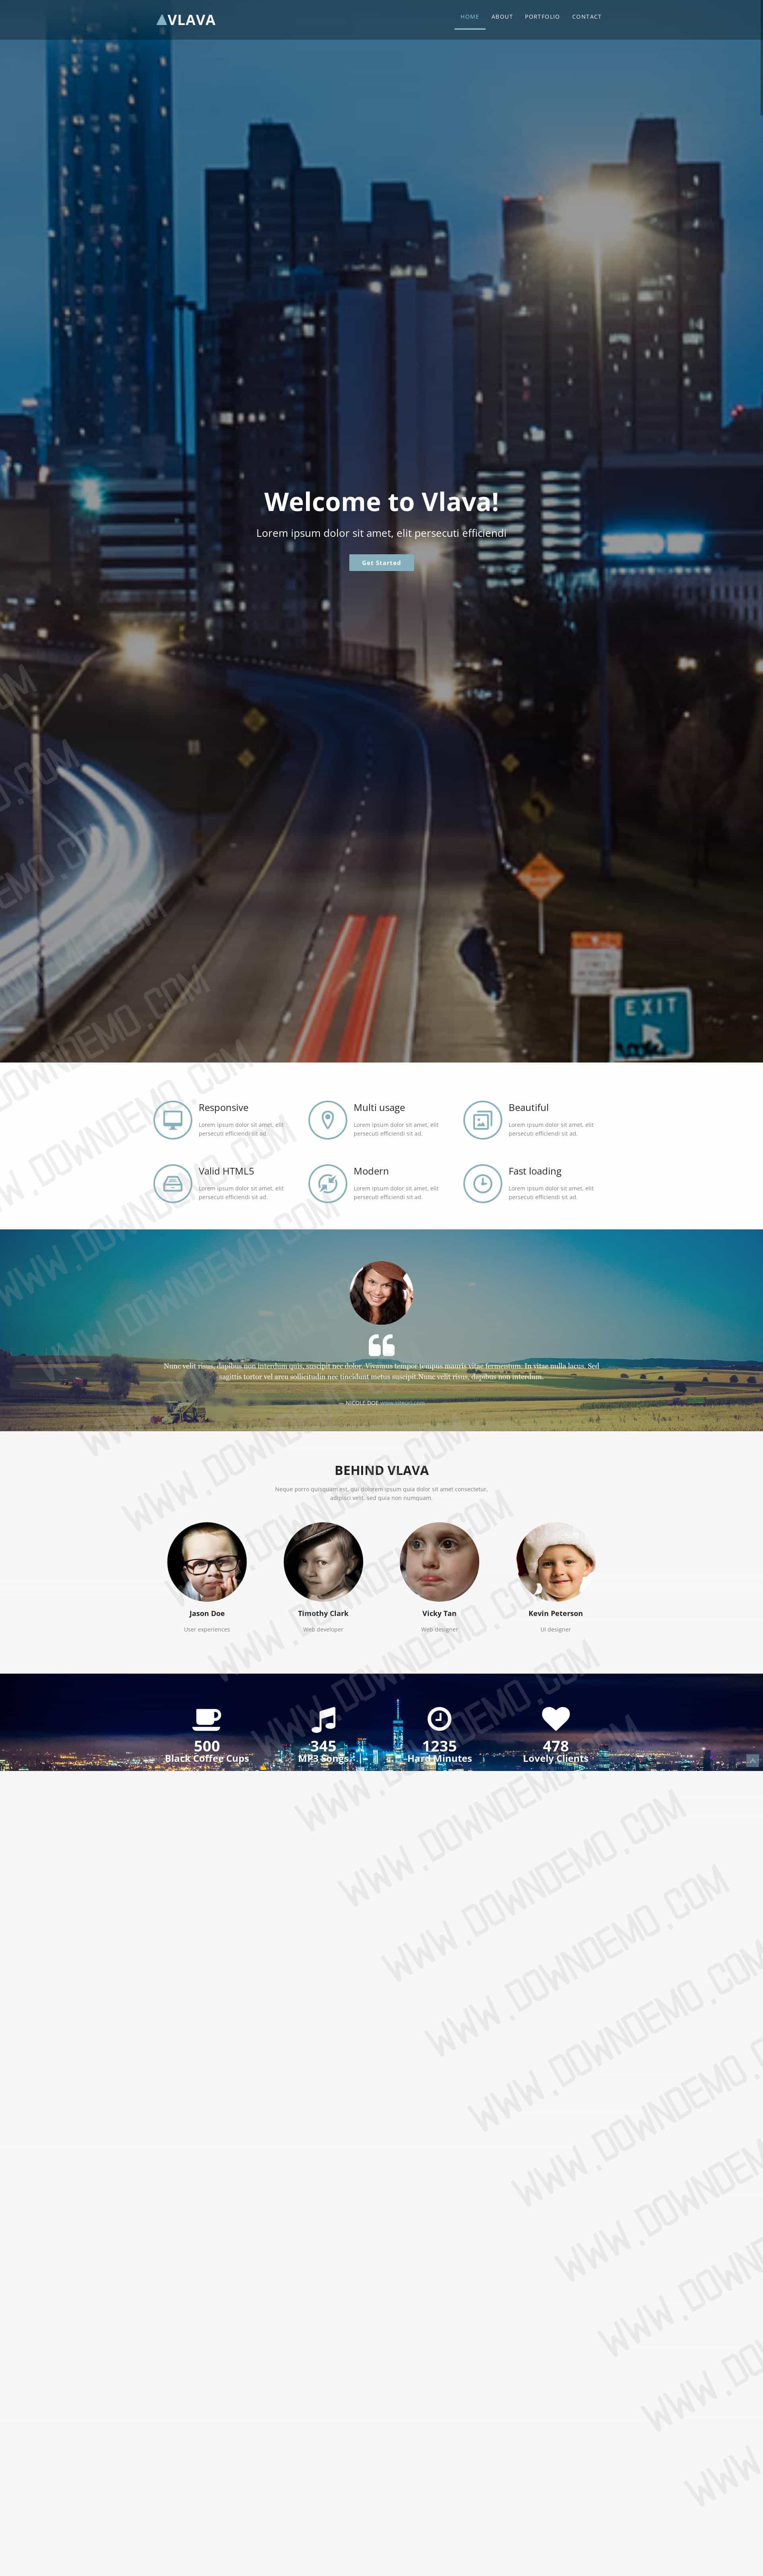 VLAVA
HOME ABOUT PORTFOLIO CONTACT
Welcome to Vlava!
Lorem ipsum dolor sit amet, elit persecuti efficiendi
Get Started
EXIT
Responsive
Lorem ipsum dolor sit amet, elit
persecuti efficiendi sit ad.
Multi usage
Lorem ipsum dolor sit amet, elit
persecuti efficiendi sit ad.
Beautiful
Lorem ipsum dolor sit amet, elit
persecuti efficiendi sit ad.
Valid HTML5
Lorem ipsum dolor sit amet, elit
persecuti efficiendi sit ad.
Modern
Lorem ipsum dolor sit amet, elit
persecuti efficiendi sit ad.
Fast loading
Lorem ipsum dolor sit amet, elit
persecuti efficiendi sit ad.
Nunc velit risus, dapibus non interdum quis, suscipit nec dolor. Vivamus tempor tempus mauris vitae fermentum. In vitae nulla lacus. Sed
sagittis tortor vel arcu sollicitudin nec tincidunt metus suscipit.Nunc velit risus, dapibus non interdum.
— NICOLE DOE
BEHIND VLAVA
Neque porro quisquam est, qui dolorem ipsum quia dolor sit amet consectetur,
adipisci velit, sed quia non numquam.
Jason Doe
User experiences
Timothy Clark
Web developer
Vicky Tan
Web designer
Kevin Peterson
UI designer
500
Black Coffee Cups
345
MP3 Songs
1235
Hard Minutes
478
Lovely Clients
WWW.DOWNDEMO.COM